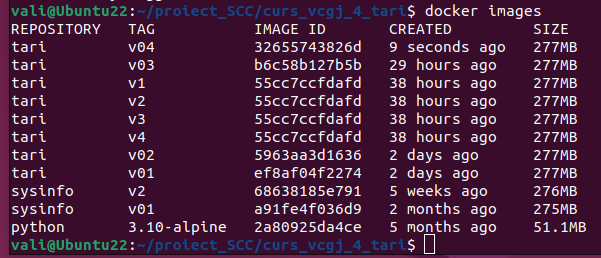 vali@Ubuntu22:~/proiect_SCC/curs_vcgj_4_tari$ docker images
REPOSITORY TAG IMAGE ID CREATED SIZE
tari v04 32655743826d 9 seconds ago 277MB
tari v03 b6c58b127b5b 29 hours ago 277MB
tari v1 55cc7ccfdafd 38 hours ago 277MB
tari v2 55cc7ccfdafd 38 hours ago 277MB
tari v3 55cc7ccfdafd 38 hours ago 277MB
tari v4 55cc7ccfdafd 38 hours ago 277MB
tari v02 5963aa3d1636 2 days ago 277MB
tari v01 ef8af04f2274 2 days ago 277MB
sysinfo v2 68638185e791 5 weeks ago 276MB
sysinfo v01 a91fe4f036d9 2 months ago 275MB
python 3.10-alpine 2a80925da4ce 5 months ago 51.1MB
vali@Ubuntu22:~/proiect_SCC/curs_vcgj_4_tari$